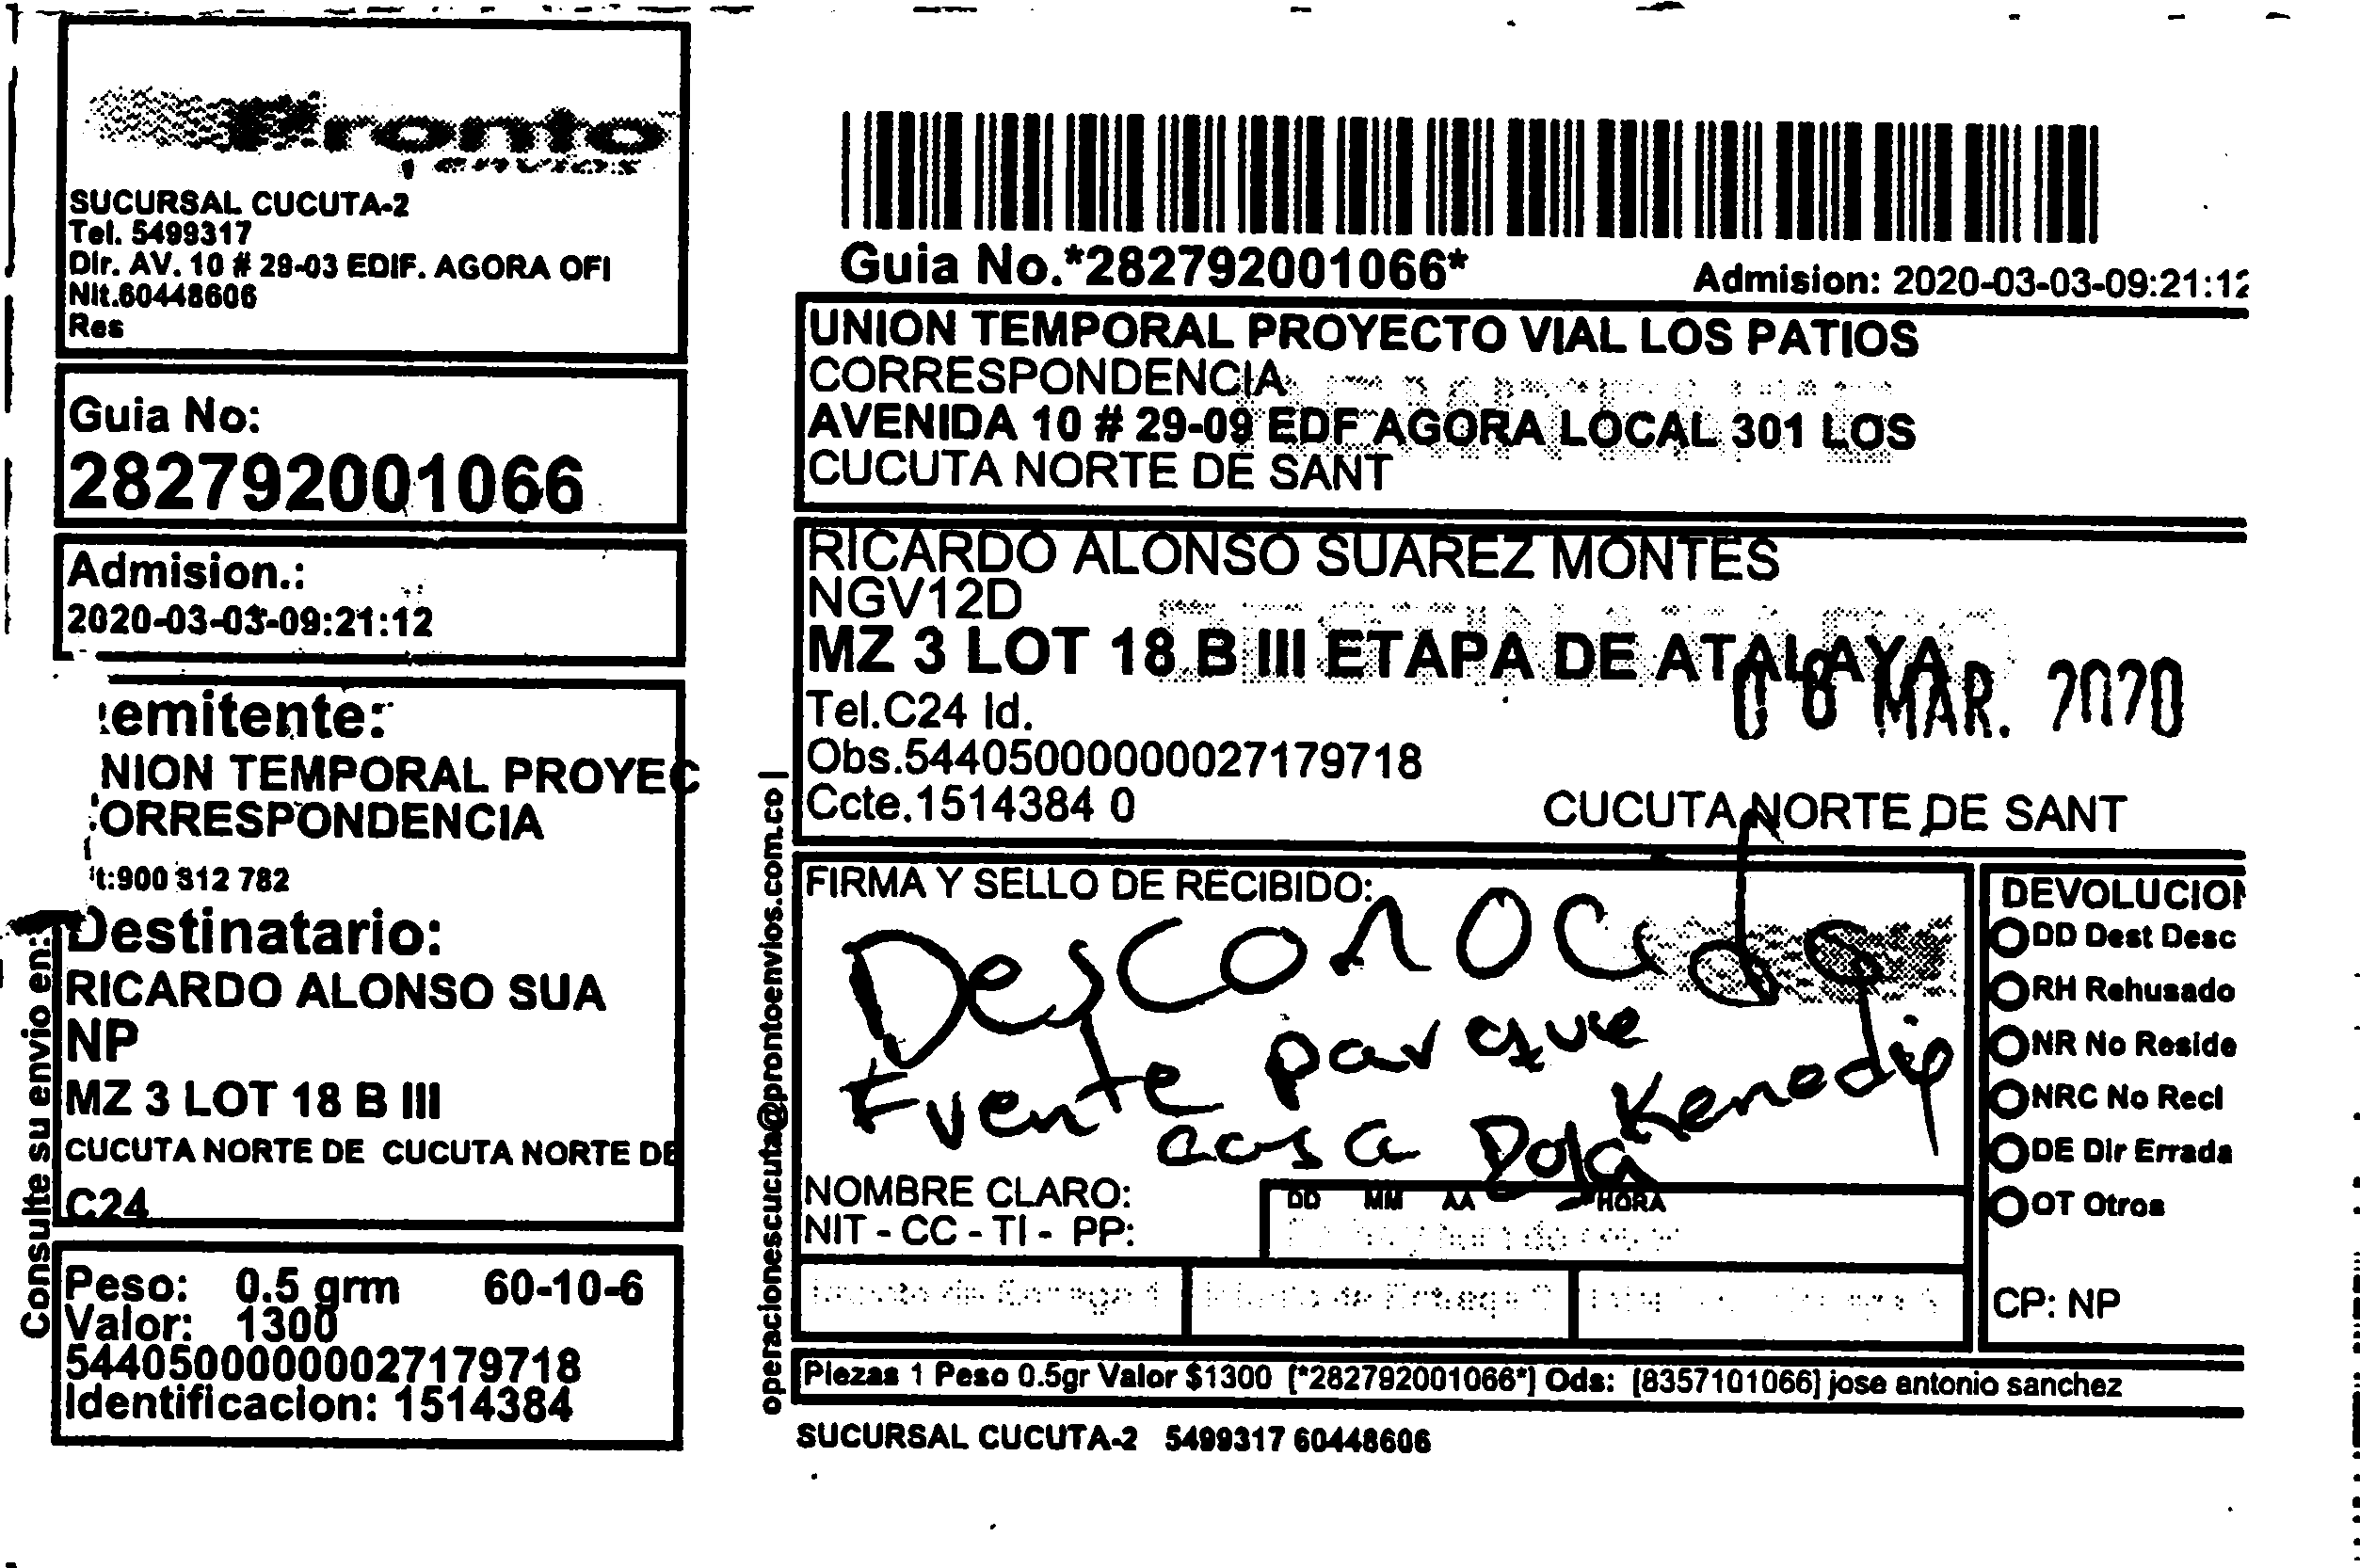 Pronto
envios
SUCURSAL CUCUTA-2
Tel. 5499317
Dir. AV. 10 # 29-03 EDIF. AGORA OFI
Nit.60448606
Res
Guia No:
282792001066
Admision.:
2020-03-03-09:21:12
emitente:
NION TEMPORAL PROYEC
ORRESPONDENCIA
t:900 312 782
Destinatario:
RICARDO ALONSO SUA
NP
MZ 3 LOT 18 B III
CUCUTA NORTE DE CUCUTA NORTE DE
C24
Peso: 0.5 grm 60-10-6
Valor: 1300
544050000000027179718
Identificacion: 1514384
Consulte su envio en:
Guia No.*282792001066*
Admision: 2020-03-03-09:21:12
UNION TEMPORAL PROYECTO VIAL LOS PATIOS
CORRESPONDENCIA
REMITENTE
AVENIDA 10 # 29-09 EDF AGORA LOCAL 301 LOS
CUCUTA NORTE DE SANT
RICARDO ALONSO SUAREZ MONTES
NGV12D
DESTINATARIO
MZ 3 LOT 18 B III ETAPA DE ATALAYA
MAR. 2020
Tel.C24 Id.
Obs.544050000000027179718
Ccte.1514384 0
CUCUTA NORTE DE SANT
operacionescucuta@prontoenvios.com.co |
FIRMA Y SELLO DE RECIBIDO:
Desconocido
Frente parque
Kenedy
casa
NOMBRE CLARO:
NIT - CC - TI - PP:
DD MM AA HORA
DEVOLUCION
DD Dest Desc
RH Rehusado
NR No Reside
NRC No Recl
DE Dir Errada
OT Otros
CP: NP
Piezas 1 Peso 0.5gr Valor $1300 [*282792001066*] Ods: [8357101066] jose antonio sanchez
SUCURSAL CUCUTA-2 5499317 60448606